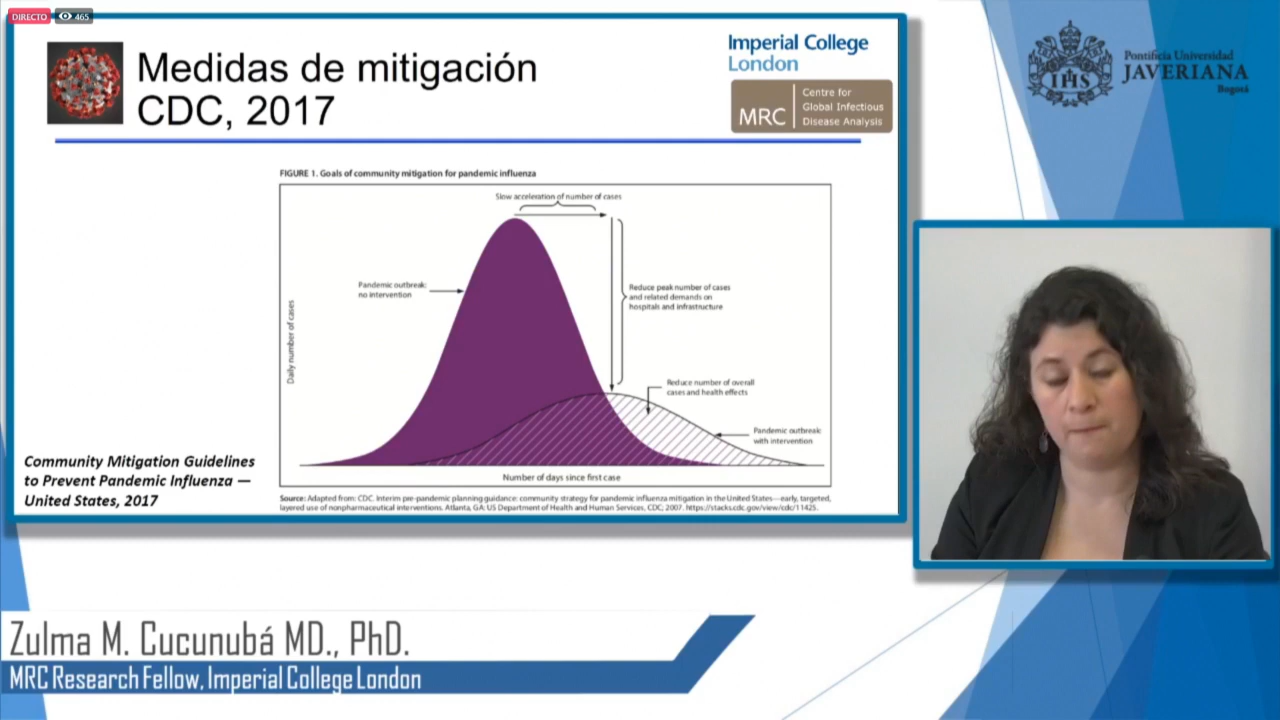 DIRECTO
465
Medidas de mitigación
CDC, 2017
Imperial College
London
MRC
Centre for
Global Infectious
Disease Analysis
IHS
Pontificia Universidad
JAVERIANA
Bogotá
FIGURE 1. Goals of community mitigation for pandemic influenza
Slow acceleration of number of cases
Pandemic outbreak:
no intervention
Reduce peak number of cases
and related demands on
hospitals and infrastructure
Daily number of cases
Reduce number of overall
cases and health effects
Pandemic outbreak:
with intervention
Number of days since first case
Community Mitigation Guidelines
to Prevent Pandemic Influenza —
United States, 2017
Source: Adapted from: CDC. Interim pre-pandemic planning guidance: community strategy for pandemic influenza mitigation in the United States—early, targeted,
layered use of nonpharmaceutical interventions. Atlanta, GA: US Department of Health and Human Services, CDC; 2007. https://stacks.cdc.gov/view/cdc/11425.
Zulma M. Cucunubá MD., PhD.
MRC Research Fellow, Imperial College London